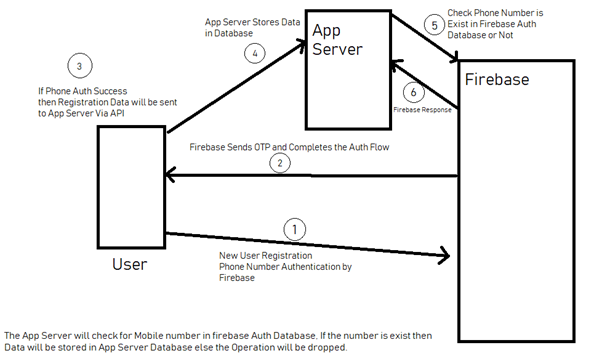 App Server Stores Data
in Database
4
App
Server
5
Check Phone Number is
Exist in Firebase Auth
Database or Not
3
If Phone Auth Success
then Registration Data will be sent
to App Server Via API
6
Firebase Response
Firebase
Firebase Sends OTP and Completes the Auth Flow
2
1
User
New User Registration
Phone Number Authentication by
Firebase
The App Server will check for Mobile number in firebase Auth Database, If the number is exist then
Data will be stored in App Server Database else the Operation will be dropped.